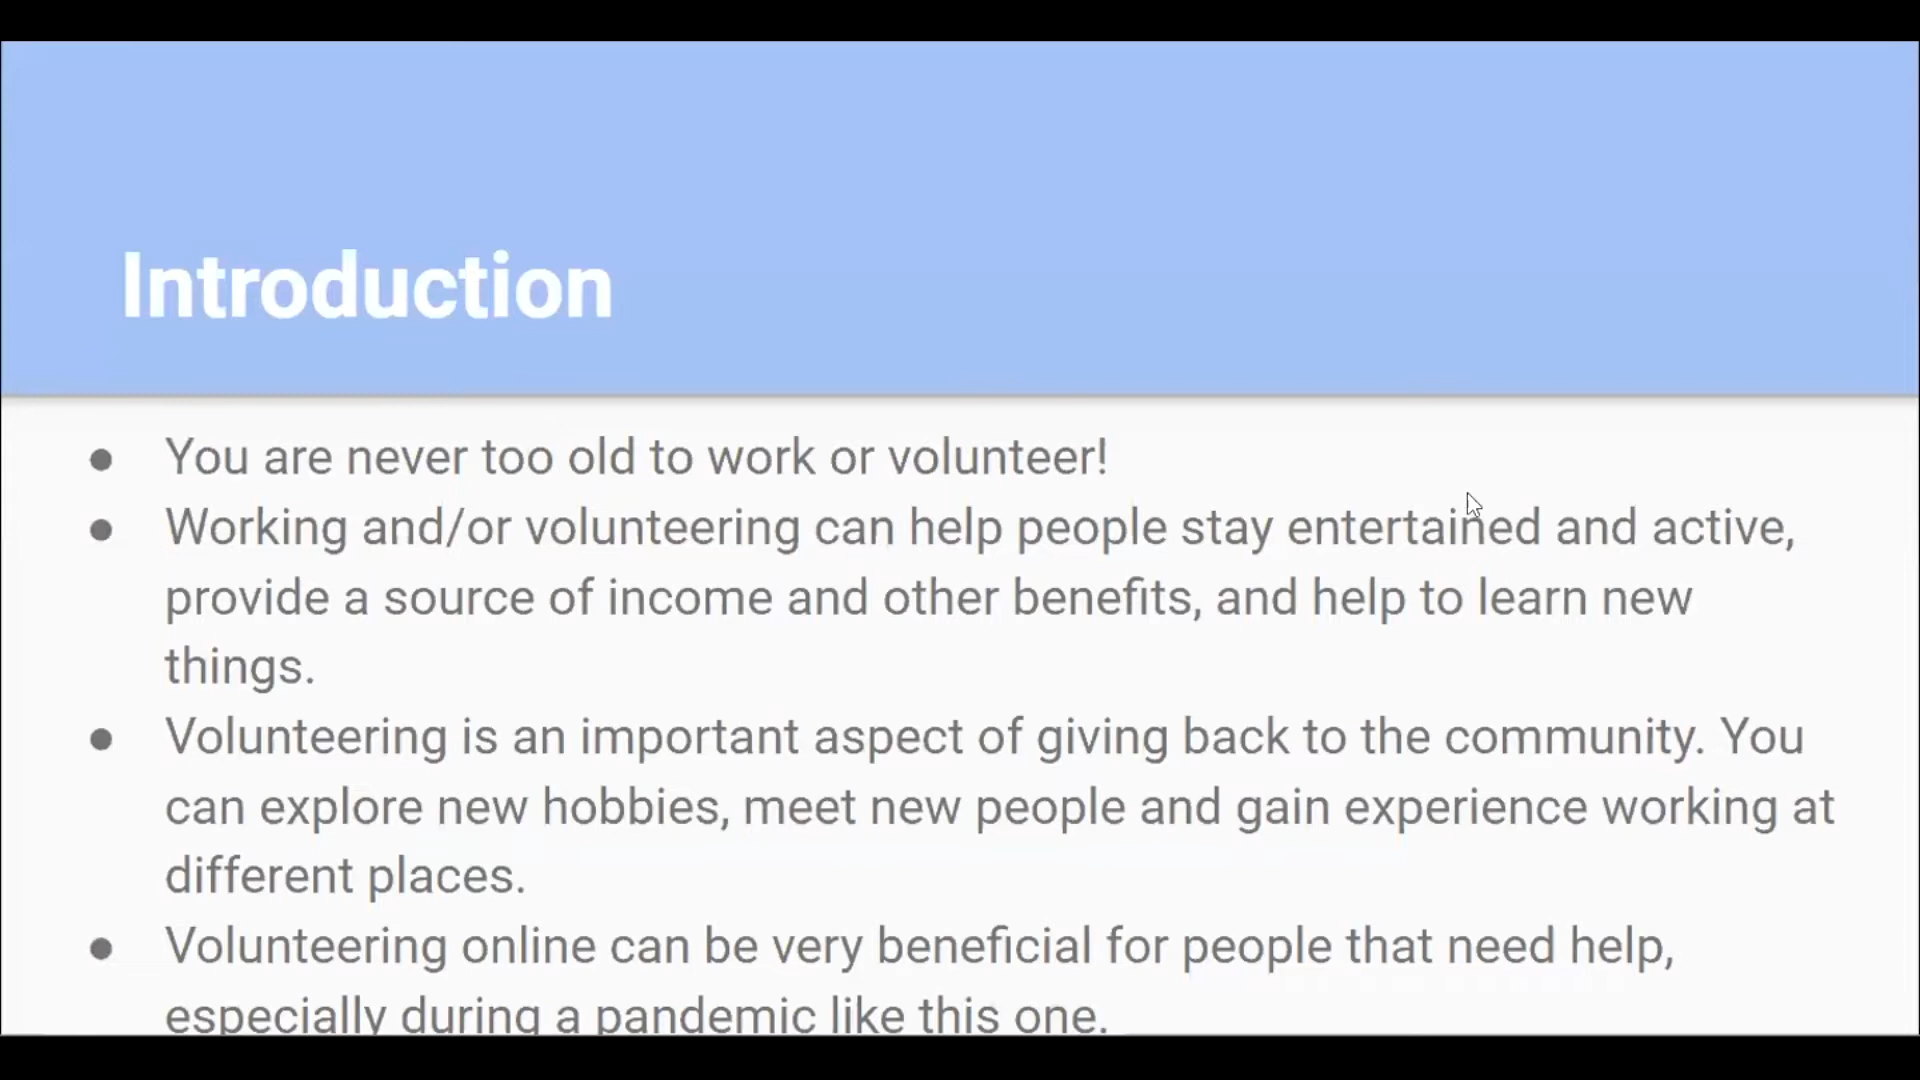 Introduction
● You are never too old to work or volunteer!
● Working and/or volunteering can help people stay entertained and active,
provide a source of income and other benefits, and help to learn new
things.
● Volunteering is an important aspect of giving back to the community. You
can explore new hobbies, meet new people and gain experience working at
different places.
● Volunteering online can be very beneficial for people that need help,
especially during a pandemic like this one.